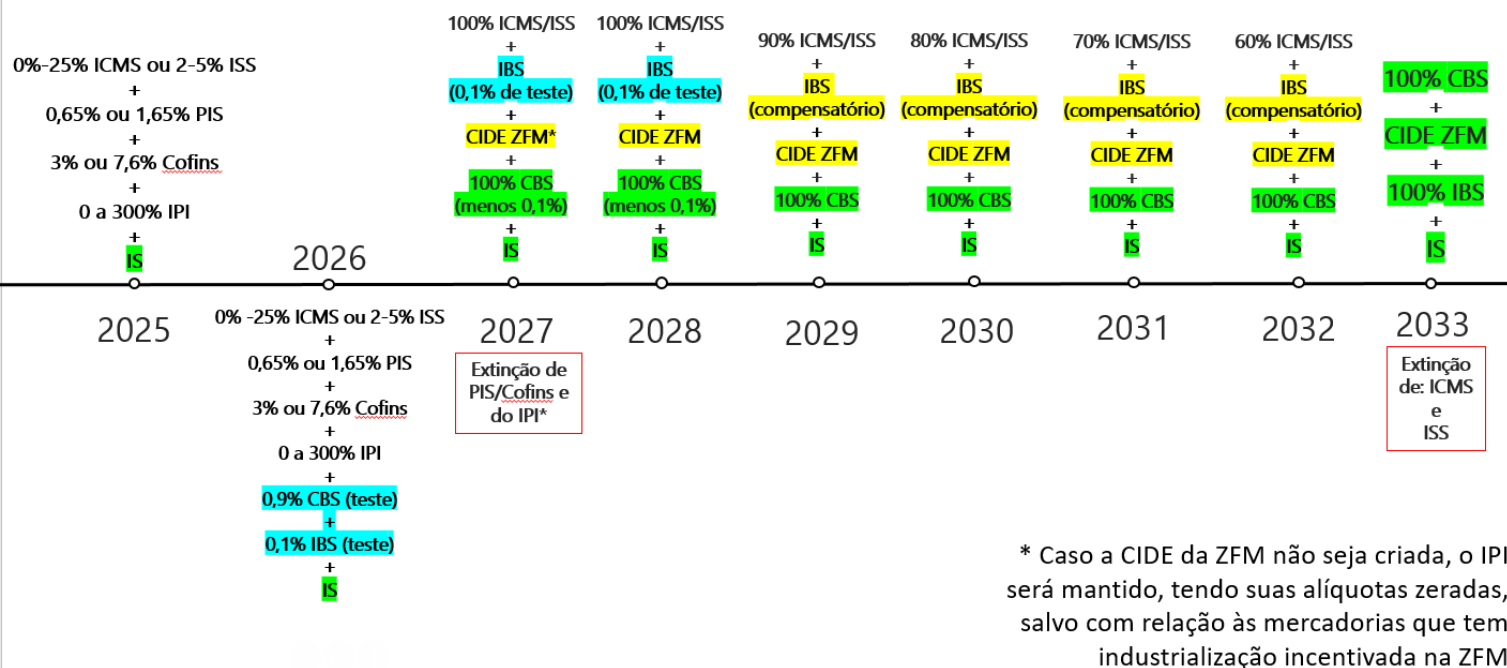 0%-25% ICMS ou 2-5% ISS
+
0,65% ou 1,65% PIS
+
3% ou 7,6% Cofins
+
0 a 300% IPI
+
IS
2025
2026
0% -25% ICMS ou 2-5% ISS
+
0,65% ou 1,65% PIS
+
3% ou 7,6% Cofins
+
0 a 300% IPI
+
0,9% CBS (teste)
+
0,1% IBS (teste)
+
IS
100% ICMS/ISS
+
IBS
(0,1% de teste)
+
CIDE ZFM*
+
100% CBS
(menos 0,1%)
+
IS
2027
Extinção de
PIS/Cofins e
do IPI*
100% ICMS/ISS
+
IBS
(0,1% de teste)
+
CIDE ZFM
+
100% CBS
(menos 0,1%)
+
IS
2028
90% ICMS/ISS
+
IBS
(compensatório)
+
CIDE ZFM
+
100% CBS
+
IS
2029
80% ICMS/ISS
+
IBS
(compensatório)
+
CIDE ZFM
+
100% CBS
+
IS
2030
70% ICMS/ISS
+
IBS
(compensatório)
+
CIDE ZFM
+
100% CBS
+
IS
2031
60% ICMS/ISS
+
IBS
(compensatório)
+
CIDE ZFM
+
100% CBS
+
IS
2032
100% CBS
+
CIDE ZFM
+
100% IBS
+
IS
2033
Extinção
de: ICMS
e
ISS
* Caso a CIDE da ZFM não seja criada, o IPI
será mantido, tendo suas alíquotas zeradas,
salvo com relação às mercadorias que tem
industrialização incentivada na ZFM